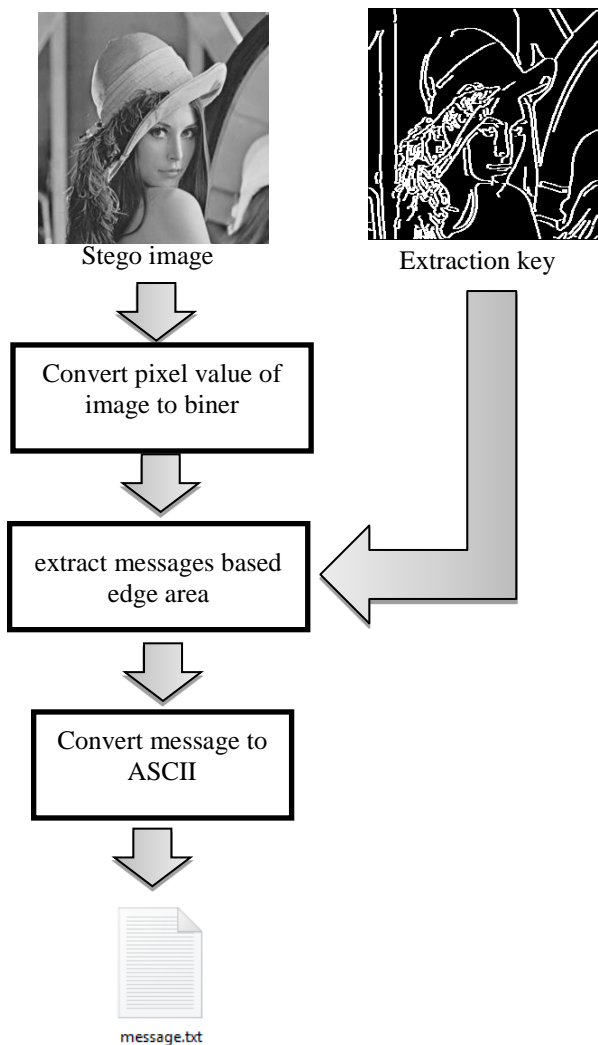 Stego image
Extraction key
Convert pixel value of
image to biner
extract messages based
edge area
Convert message to
ASCII
message.txt